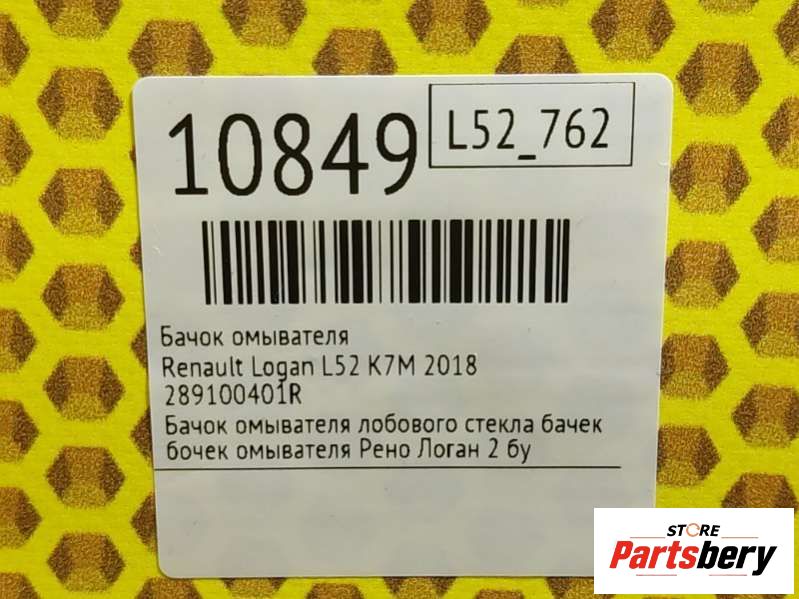 10849
L52_762
Бачок омывателя
Renault Logan L52 K7M 2018
289100401R
Бачок омывателя лобового стекла бачек
бочек омывателя Рено Логан 2 бу
STORE
Partsbery